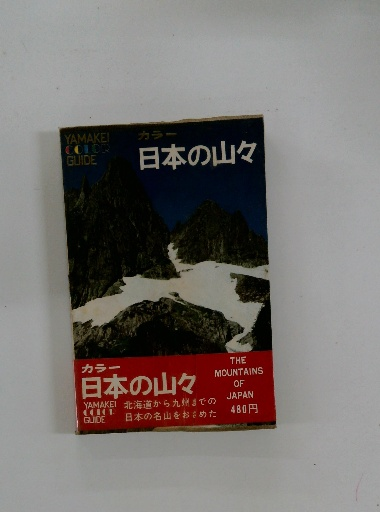 YAMAKEI
COLOR
GUIDE
カラー
日本の山々
カラー
日本の山々
YAMAKEI
COLOR
GUIDE
北海道から九州までの
日本の名山をおさめた
THE
MOUNTAINS
OF
JAPAN
480円